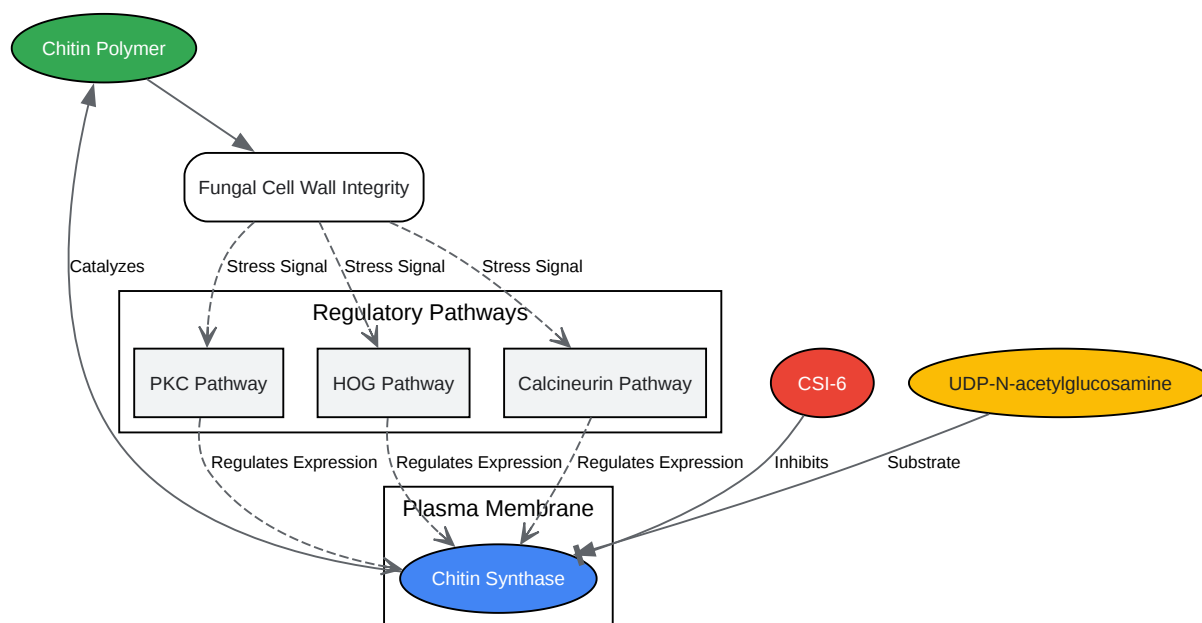 Chitin Polymer
Fungal Cell Wall Integrity
Catalyzes
Stress Signal
Stress Signal
Stress Signal
Regulatory Pathways
PKC Pathway
HOG Pathway
Calcineurin Pathway
CSI-6
UDP-N-acetylglucosamine
Regulates Expression
Regulates Expression
Regulates Expression
Inhibits
Substrate
Plasma Membrane
Chitin Synthase